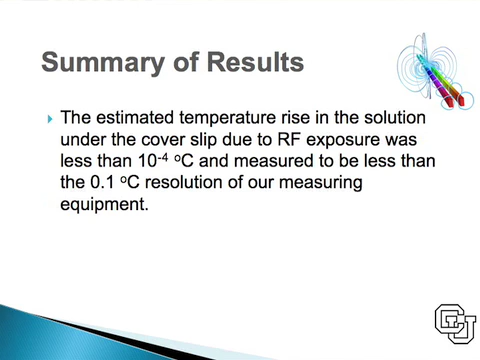 Summary of Results
The estimated temperature rise in the solution
under the cover slip due to RF exposure was
less than 10⁻⁴ ºC and measured to be less than
the 0.1 ºC resolution of our measuring
equipment.
CU